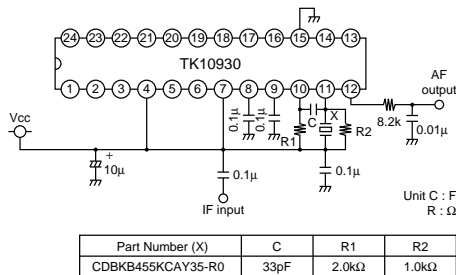 24 23 22 21 20 19 18 17 16 15 14 13
TK10930
1 2 3 4 5 6 7 8 9 10 11 12
AF
output
Vcc
0.1μ
0.1μ
C
X
8.2k
R1
R2
0.01μ
+
10μ
0.1μ
0.1μ
IF input
Unit C : F
R : Ω
Part Number (X) C R1 R2
CDBKB455KCAY35-R0 33pF 2.0kΩ 1.0kΩ